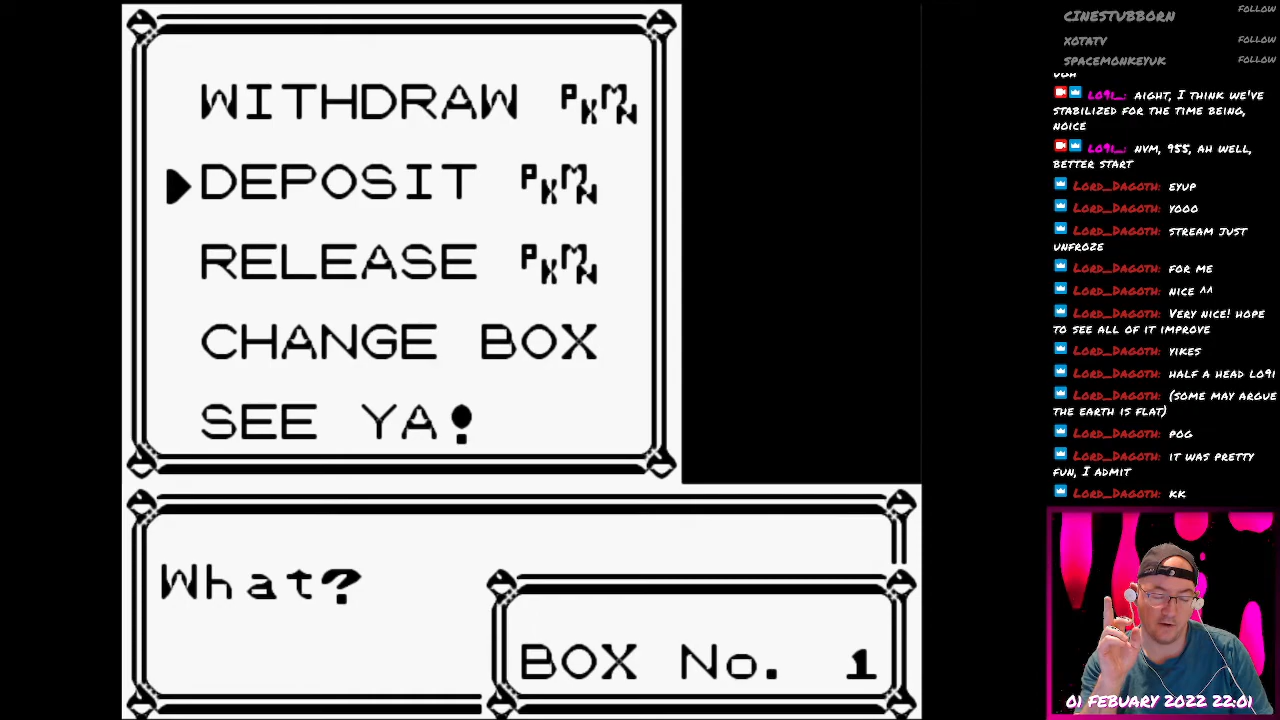 WITHDRAW PKMN
▶DEPOSIT PKMN
RELEASE PKMN
CHANGE BOX
SEE YA!
What?
BOX No. 1
CINESTUBBORN FOLLOW
XOTATV FOLLOW
SPACEMONKEYUK FOLLOW
LO9I_: AIGHT, I THINK WE'VE
STABILIZED FOR THE TIME BEING,
NOICE
LO9I_: NVM, 955, AH WELL,
BETTER START
LORD_DAGOTH: EYUP
LORD_DAGOTH: YOOO
LORD_DAGOTH: STREAM JUST
UNFROZE
LORD_DAGOTH: FOR ME
LORD_DAGOTH: NICE ^^
LORD_DAGOTH: VERY NICE! HOPE
TO SEE ALL OF IT IMPROVE
LORD_DAGOTH: YIKES
LORD_DAGOTH: HALF A HEAD LO9I
LORD_DAGOTH: (SOME MAY ARGUE
THE EARTH IS FLAT)
LORD_DAGOTH: POG
LORD_DAGOTH: IT WAS PRETTY
FUN, I ADMIT
LORD_DAGOTH: KK
01 FEBUARY 2022 22:01